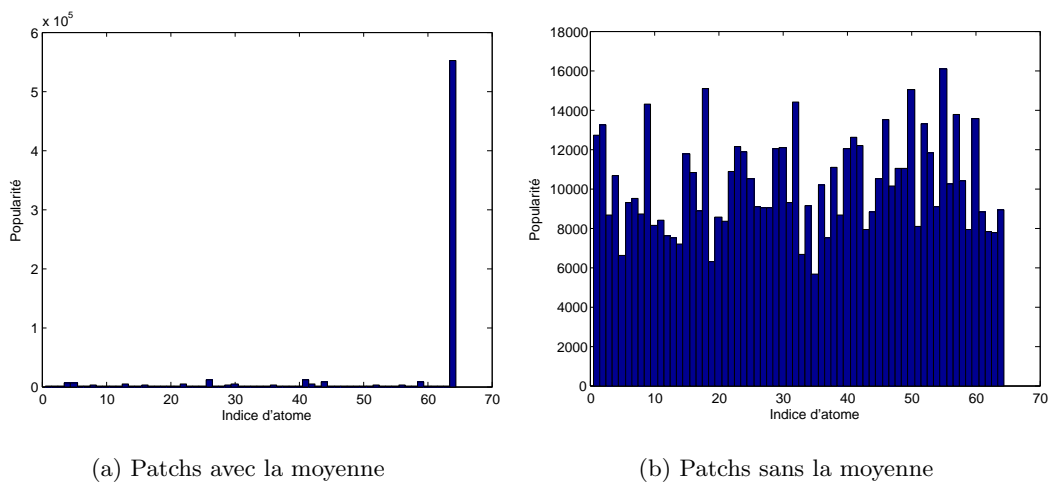 x 10⁵
6
5
4
3
2
1
0
0 10 20 30 40 50 60 70
Popularité
Indice d'atome
(a) Patchs avec la moyenne
18000
16000
14000
12000
10000
8000
6000
4000
2000
0
0 10 20 30 40 50 60 70
Popularité
Indice d'atome
(b) Patchs sans la moyenne